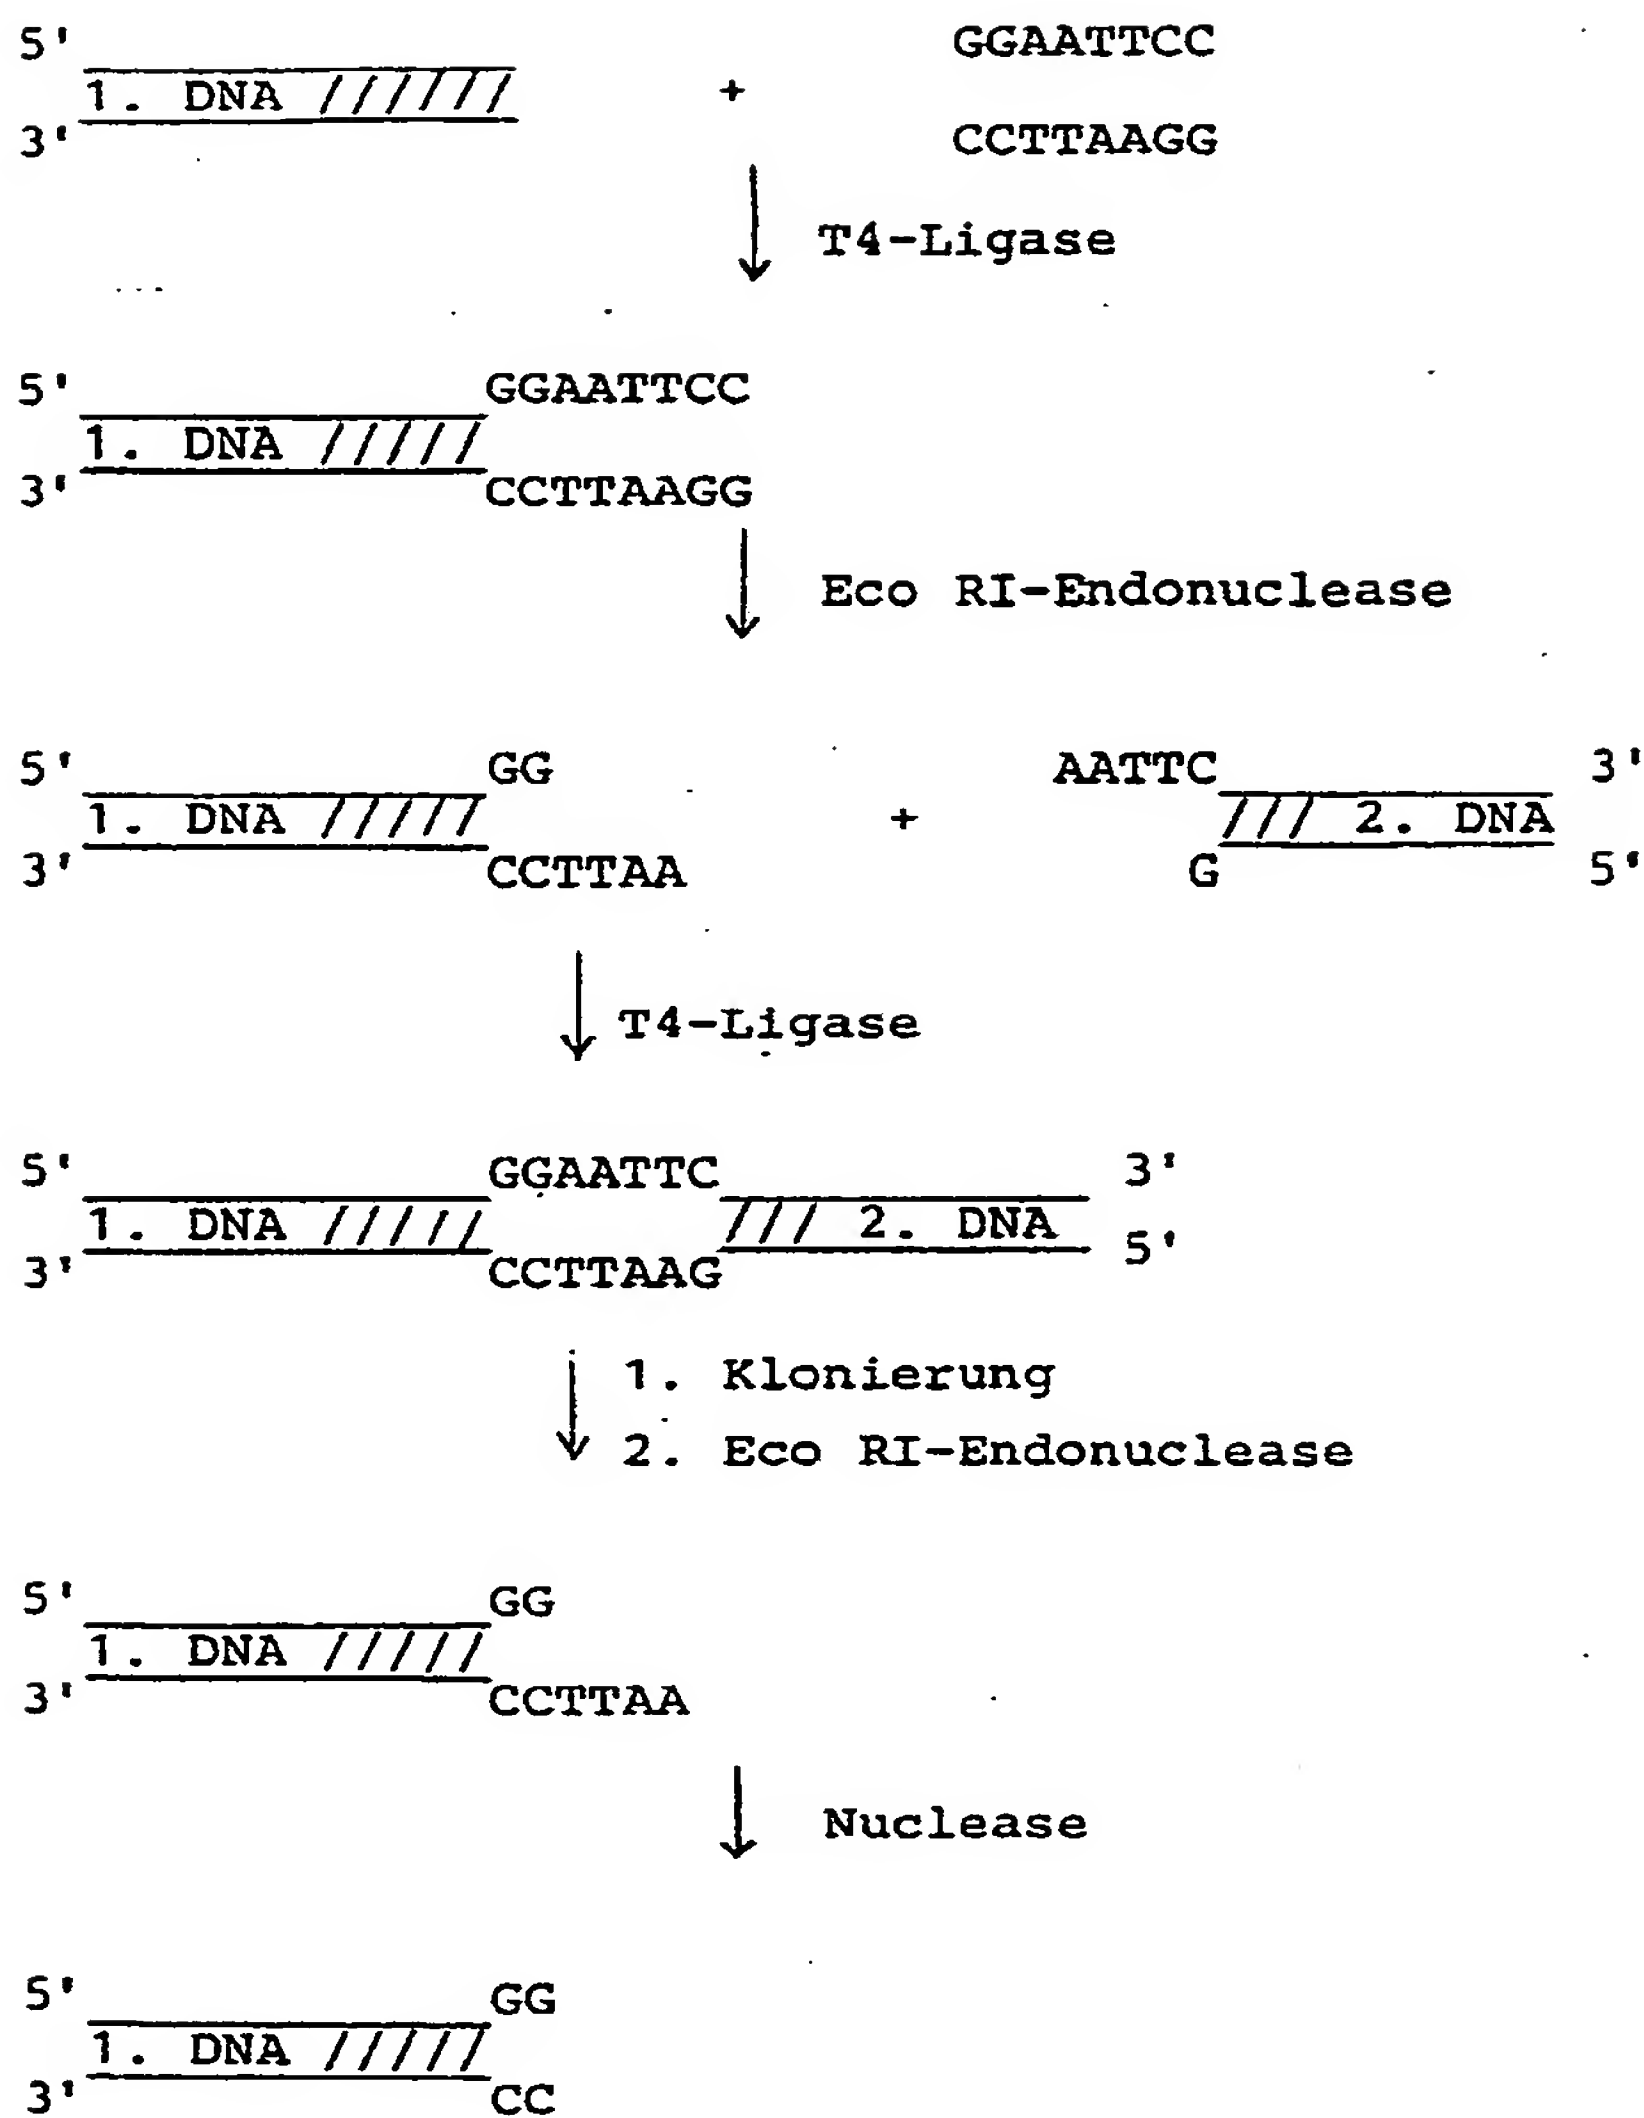 5' GGAATTCC
1. DNA ////// +
3' CCTTAAGG
T4-Ligase
5' GGAATTCC
1. DNA /////
3' CCTTAAGG
Eco RI-Endonuclease
5' GG AATTC 3'
1. DNA ///// + /// 2. DNA
3' CCTTAA G 5'
T4-Ligase
5' GGAATTC 3'
1. DNA ///// /// 2. DNA
3' CCTTAAG 5'
1. Klonierung
2. Eco RI-Endonuclease
5' GG
1. DNA /////
3' CCTTAA
Nuclease
5' GG
1. DNA /////
3' CC